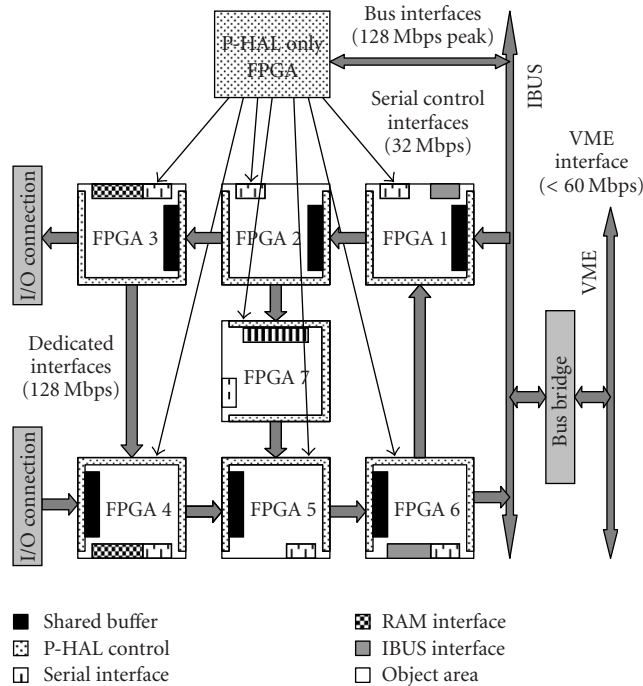 P-HAL only
FPGA
Bus interfaces
(128 Mbps peak)
IBUS
Serial control
interfaces
(32 Mbps)
VME
interface
(< 60 Mbps)
I/O connection
FPGA 3
FPGA 2
FPGA 1
VME
Dedicated
interfaces
(128 Mbps)
FPGA 7
Bus bridge
I/O connection
FPGA 4
FPGA 5
FPGA 6
Shared buffer
P-HAL control
Serial interface
RAM interface
IBUS interface
Object area